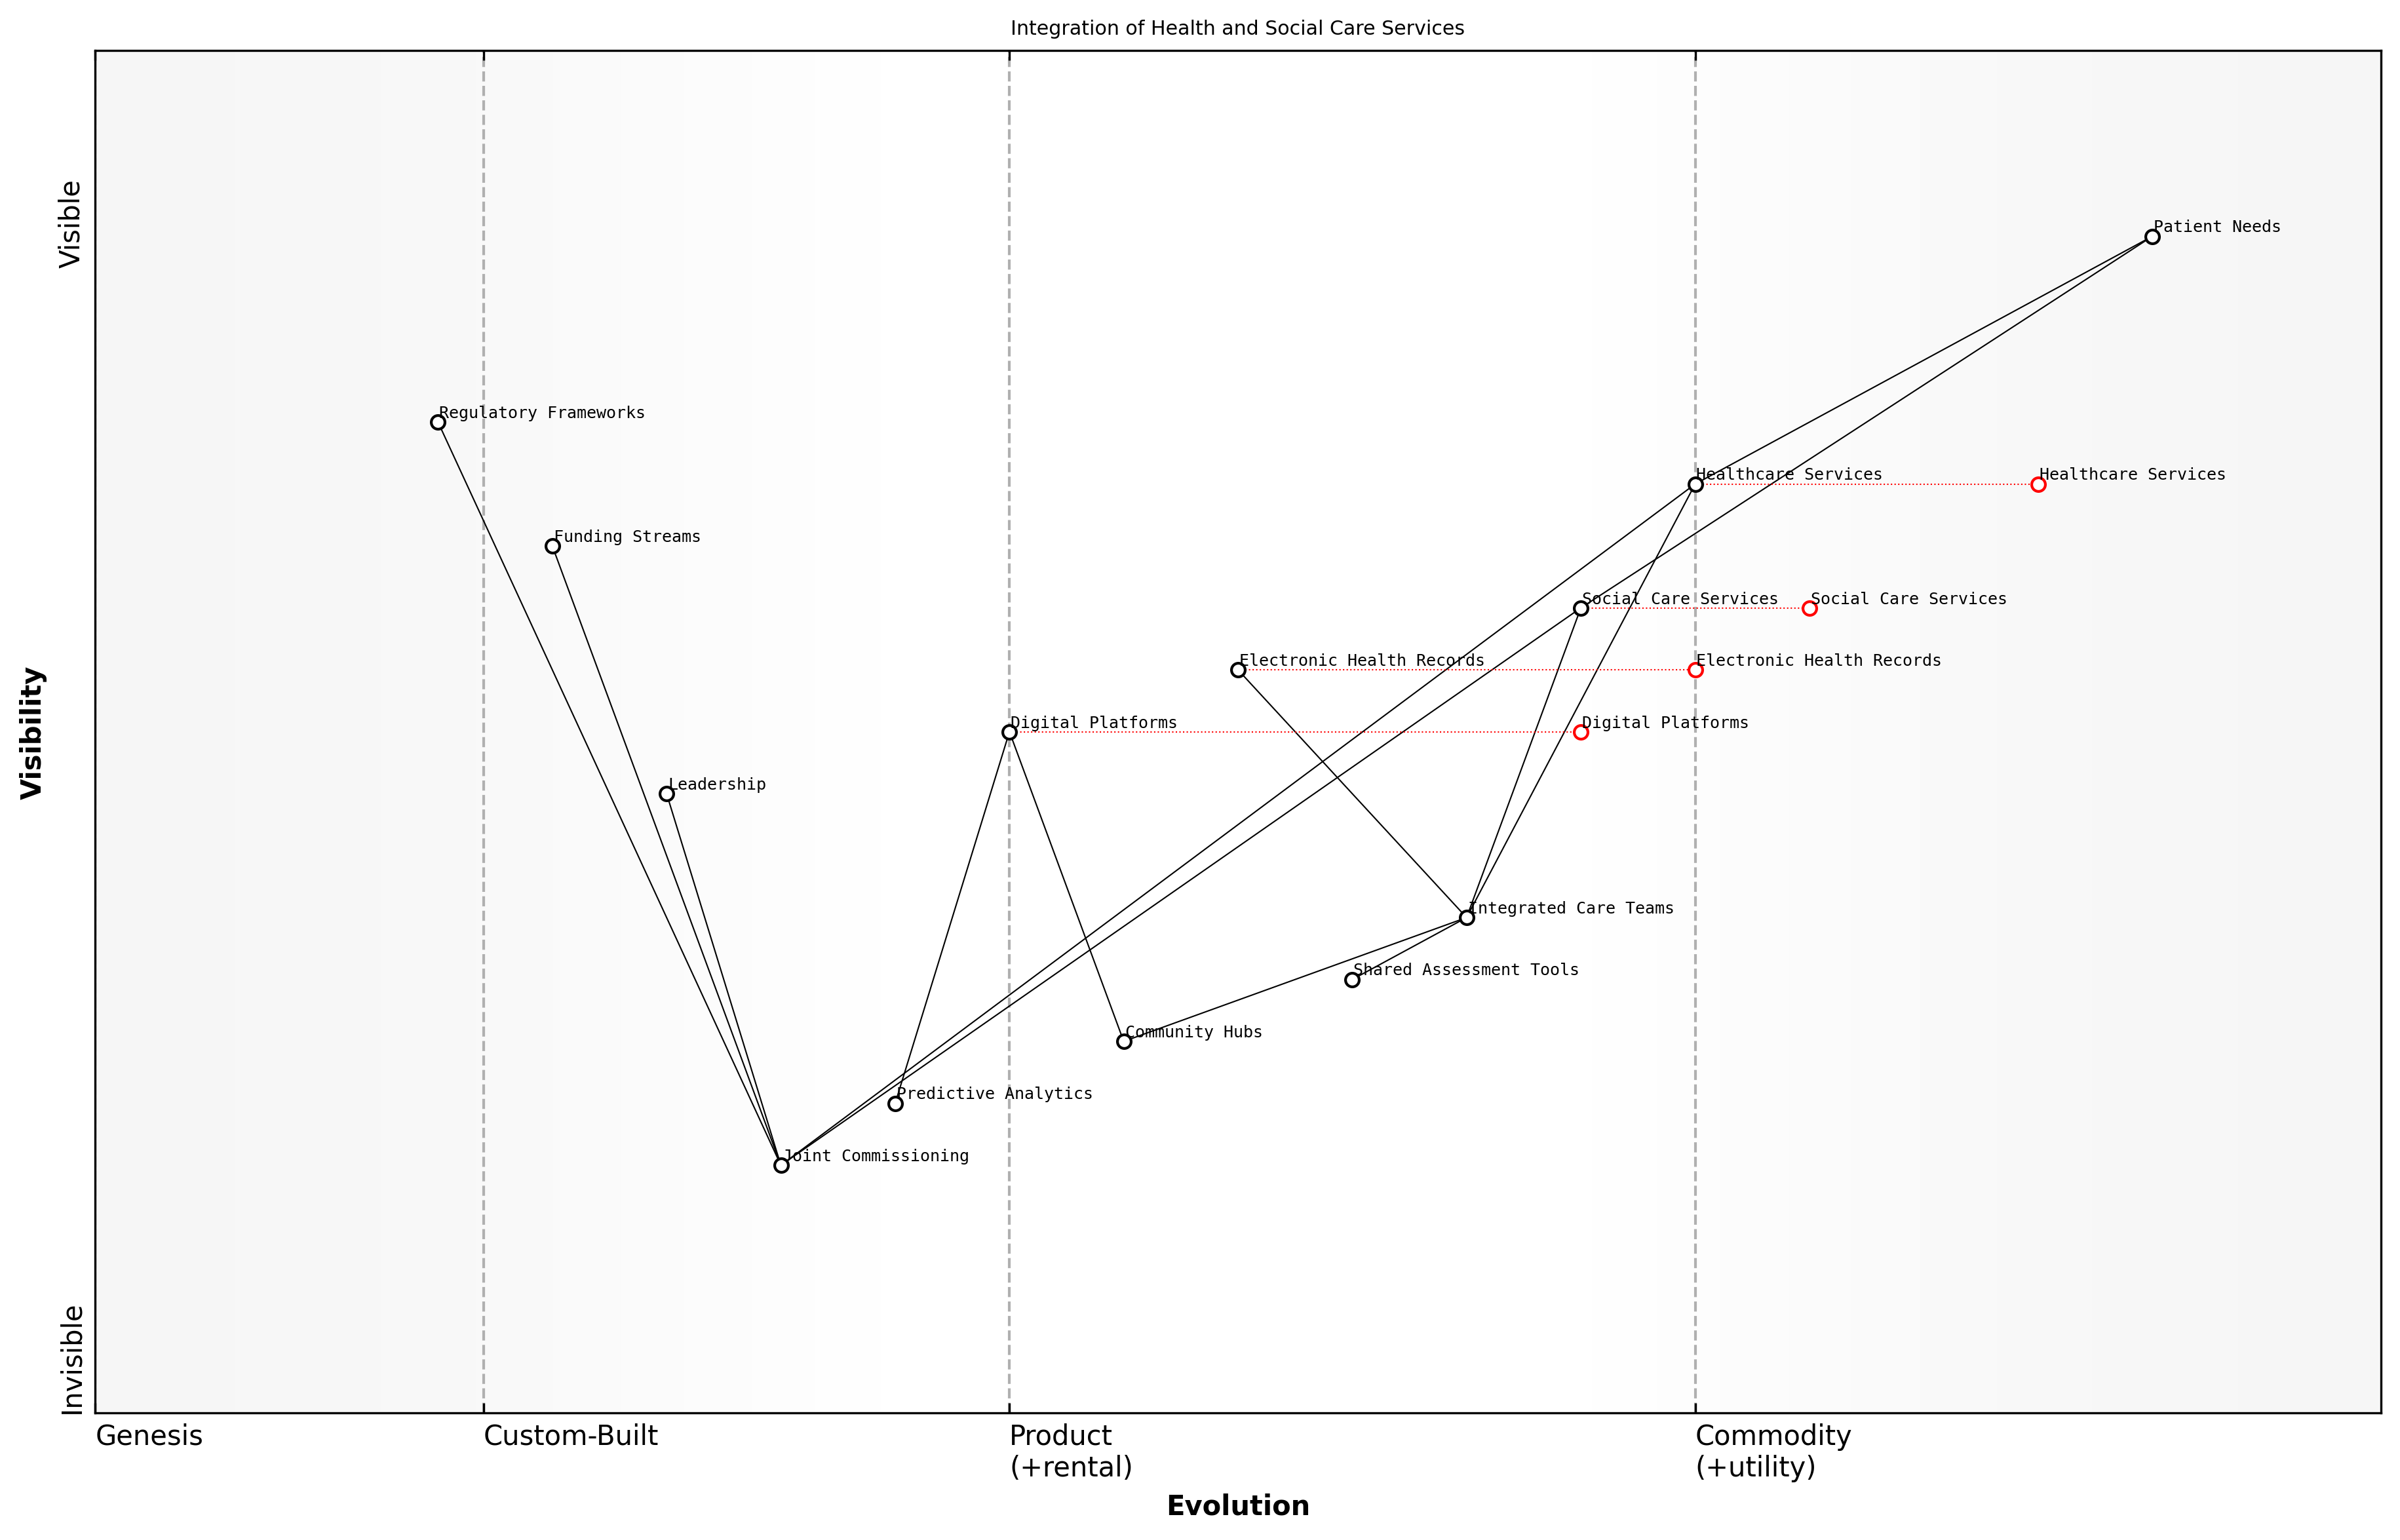 Integration of Health and Social Care Services
Visible
Patient Needs
Regulatory Frameworks
Healthcare Services
Healthcare Services
Funding Streams
Social Care Services
Social Care Services
Electronic Health Records
Electronic Health Records
Visibility
Digital Platforms
Digital Platforms
Leadership
Integrated Care Teams
Shared Assessment Tools
Community Hubs
Predictive Analytics
Joint Commissioning
Invisible
Genesis
Custom-Built
Product
(+rental)
Commodity
(+utility)
Evolution